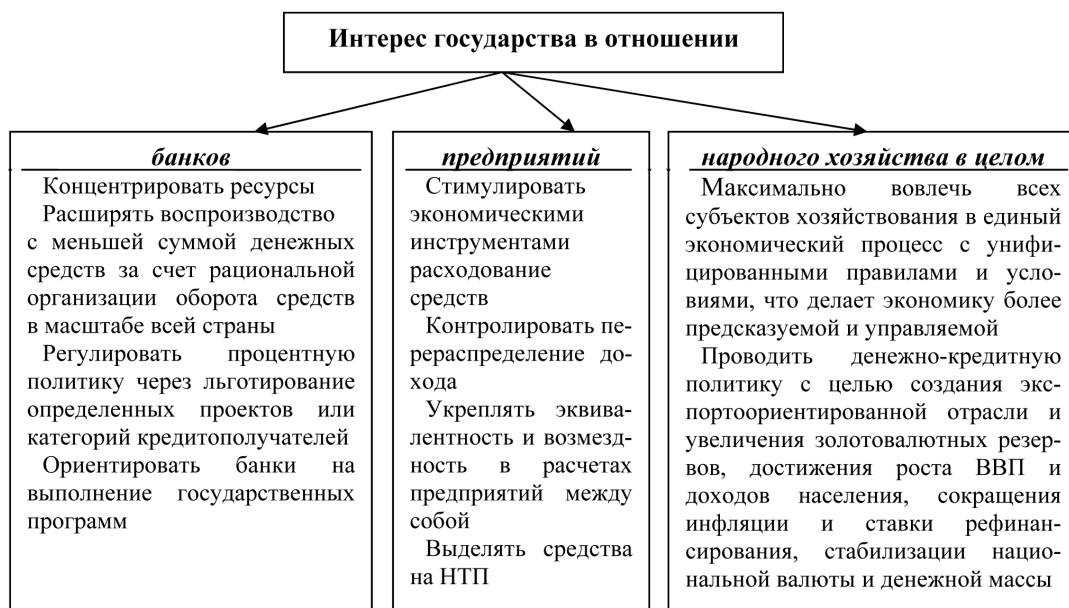 Интерес государства в отношении
банков
Концентрировать ресурсы
Расширять воспроизводство
с меньшей суммой денежных
средств за счет рациональной
организации оборота средств
в масштабе всей страны
Регулировать процентную
политику через льготирование
определенных проектов или
категорий кредитополучателей
Ориентировать банки на
выполнение государственных
программ
предприятий
Стимулировать
экономическими
инструментами
расходование
средств
Контролировать пе-
рераспределение до-
хода
Укреплять эквива-
лентность и возмезд-
ность в расчетах
предприятий между
собой
Выделять средства
на НТП
народного хозяйства в целом
Максимально вовлечь всех
субъектов хозяйствования в единый
экономический процесс с унифи-
цированными правилами и усло-
виями, что делает экономику более
предсказуемой и управляемой
Проводить денежно-кредитную
политику с целью создания экс-
портоориентированной отрасли и
увеличения золотовалютных резер-
вов, достижения роста ВВП и
доходов населения, сокращения
инфляции и ставки рефинан-
сирования, стабилизации нацио-
нальной валюты и денежной массы